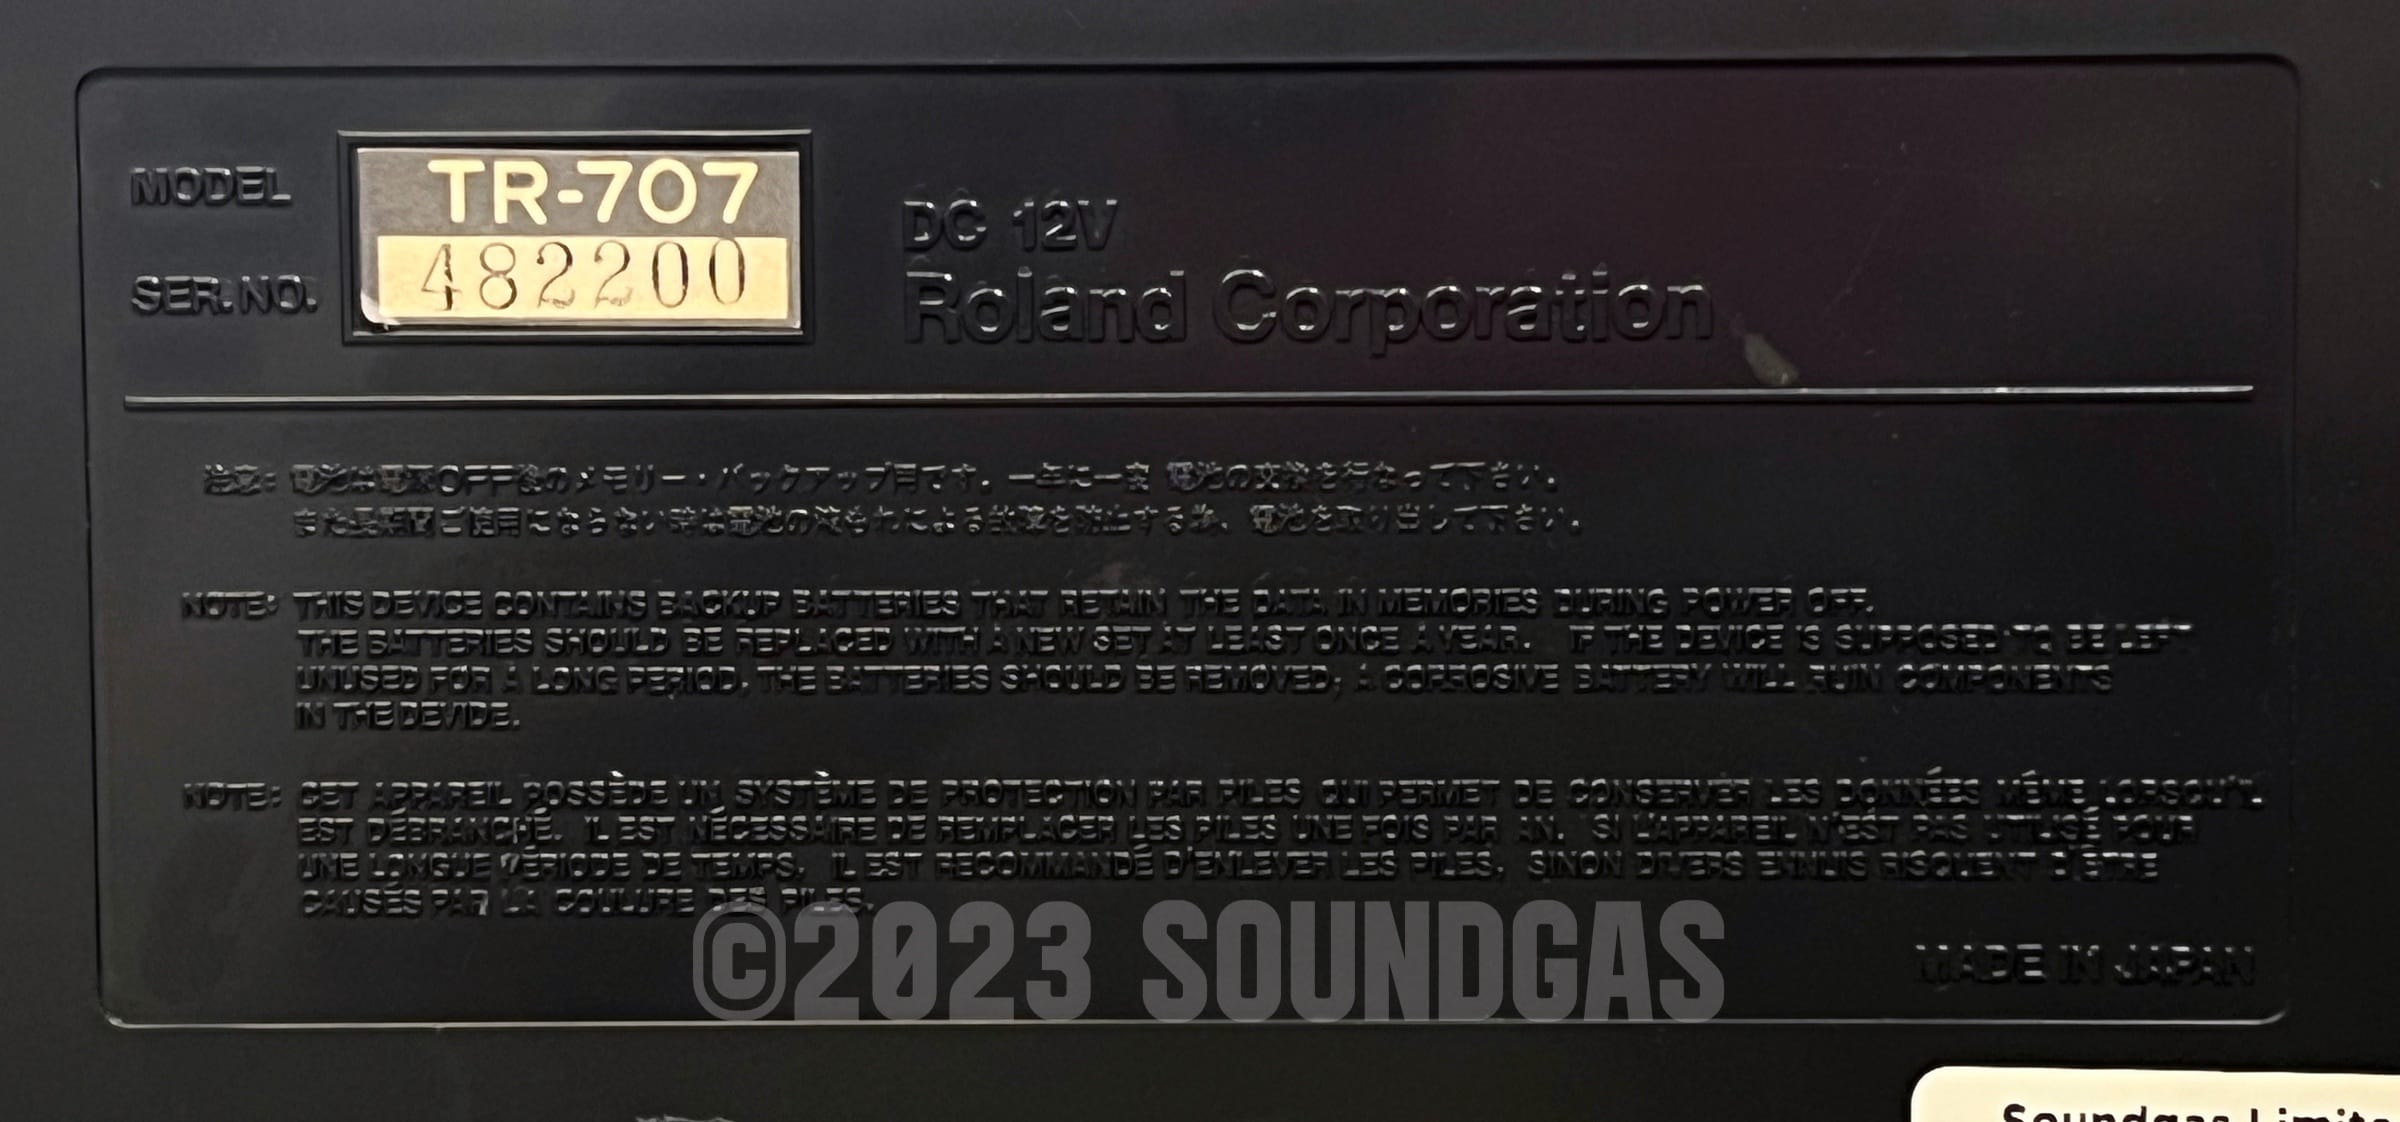 MODEL TR-707
SER. NO. 482200
DC 12V
Roland Corporation
注意: 電池は電源OFF後のメモリー・バックアップ用です。一年に一度 電池の交換を行なって下さい。
また長期間ご使用にならない時は電池の液もれによる故障を防止する為、電池を取り出して下さい。
NOTE: THIS DEVICE CONTAINS BACKUP BATTERIES THAT RETAIN THE DATA IN MEMORIES DURING POWER OFF.
THE BATTERIES SHOULD BE REPLACED WITH A NEW SET AT LEAST ONCE A YEAR. IF THE DEVICE IS SUPPOSED TO BE LEFT
UNUSED FOR A LONG PERIOD, THE BATTERIES SHOULD BE REMOVED; A CORROSIVE BATTERY WILL RUIN COMPONENTS
IN THE DEVIDE.
NOTE: CET APPAREIL POSSÈDE UN SYSTÈME DE PROTECTION PAR PILES QUI PERMET DE CONSERVER LES DONNÉES MÊME LORSQU'IL
EST DÉBRANCHÉ. IL EST NÉCESSAIRE DE REMPLACER LES PILES UNE FOIS PAR AN. SI L'APPAREIL N'EST PAS UTILISÉ POUR
UNE LONGUE PÉRIODE DE TEMPS, IL EST RECOMMANDÉ D'ENLEVER LES PILES, SINON DIVERS ENNUIS RISQUENT D'ÊTRE
CAUSÉS PAR LA COULURE DES PILES.
©2023 SOUNDGAS
MADE IN JAPAN
Soundgas Limite